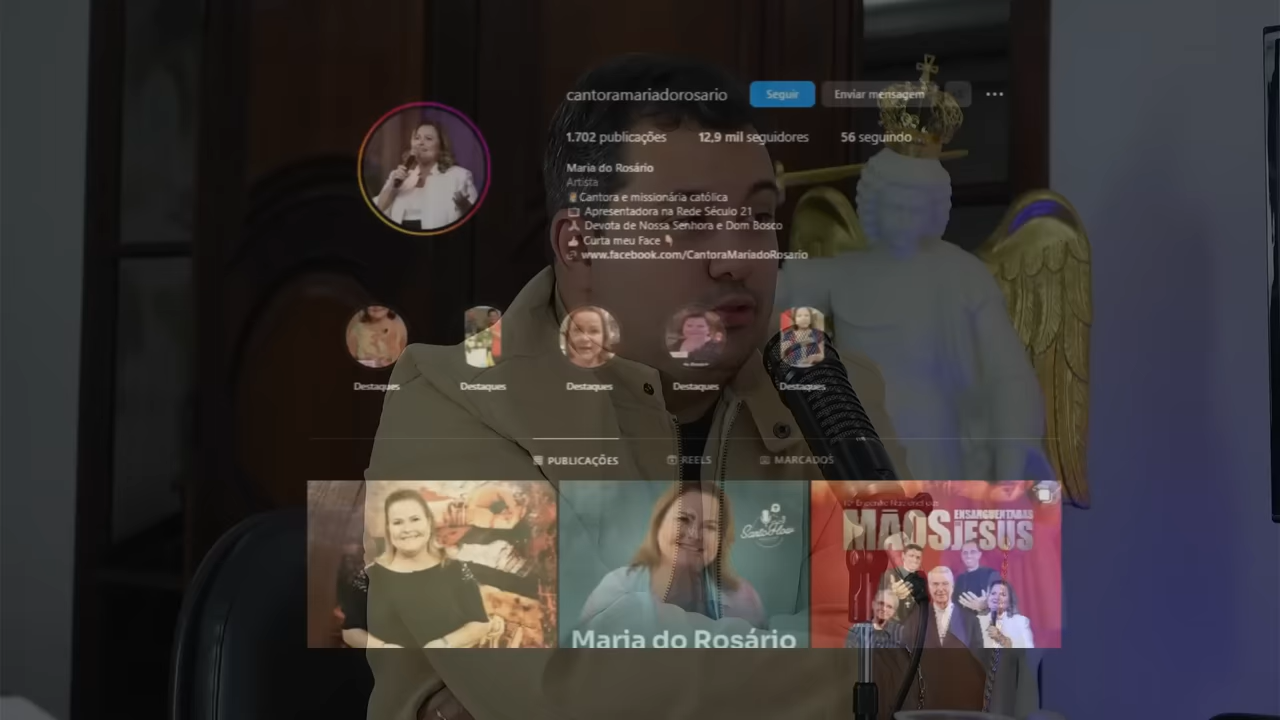 cantoramariadorosario
Seguir
Enviar mensagem
1.702 publicações
12,9 mil seguidores
56 seguindo
Maria do Rosário
Artista
Cantora e missionária católica
Apresentadora na Rede Século 21
Devota de Nossa Senhora e Dom Bosco
Curta meu Face
www.facebook.com/CantoraMariadoRosario
Destaques
Destaques
Destaques
Destaques
Destaques
PUBLICAÇÕES
REELS
MARCADOS
SantoFlow
Maria do Rosário
MÃOS ENSANGUENTADAS
JESUS